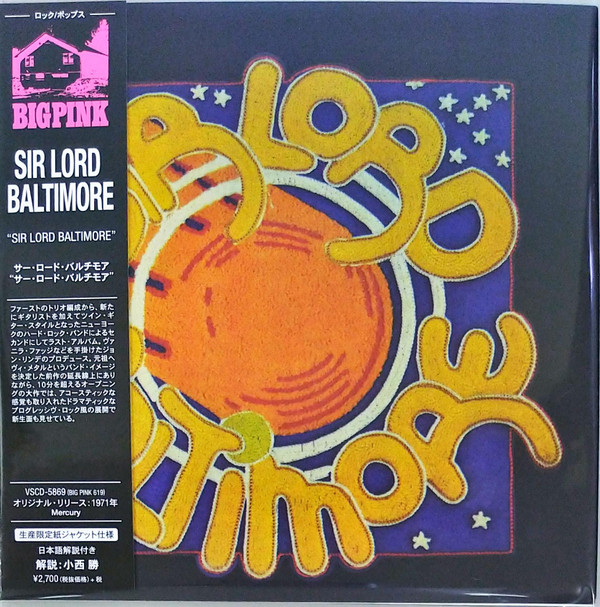 ロック/ポップス
BIGPINK
SIR LORD
BALTIMORE
"SIR LORD BALTIMORE"
サー・ロード・バルチモア
"サー・ロード・バルチモア"
ファーストのトリオ編成から、新た
にギタリストを加えてツイン・ギ
ター・スタイルとなったニューヨー
クのハード・ロック・バンドによるセ
カンドにしてラスト・アルバム。ヴァ
ニラ・ファッジなどを手掛けたジョ
ン・リンデのプロデュース。元祖ヘ
ヴィ・メタルというバンド・イメージ
を決定した前作の延長線上にあり
ながら、10分を超えるオープニン
グの大作では、アコースティックな
感覚も取り入れたドラマティックな
プログレッシヴ・ロック風の展開で
新生面も見せている。
VSCD-5869 (BIG PINK 619)
オリジナル・リリース：1971年
Mercury
生産限定紙ジャケット仕様
日本語解説付き
解説：小西 勝
¥2,700(税抜価格)+税
IR LORD
LTIMORE